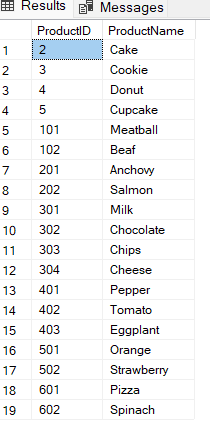 Results Messages
ProductID ProductName
1 2 Cake
2 3 Cookie
3 4 Donut
4 5 Cupcake
5 101 Meatball
6 102 Beaf
7 201 Anchovy
8 202 Salmon
9 301 Milk
10 302 Chocolate
11 303 Chips
12 304 Cheese
13 401 Pepper
14 402 Tomato
15 403 Eggplant
16 501 Orange
17 502 Strawberry
18 601 Pizza
19 602 Spinach